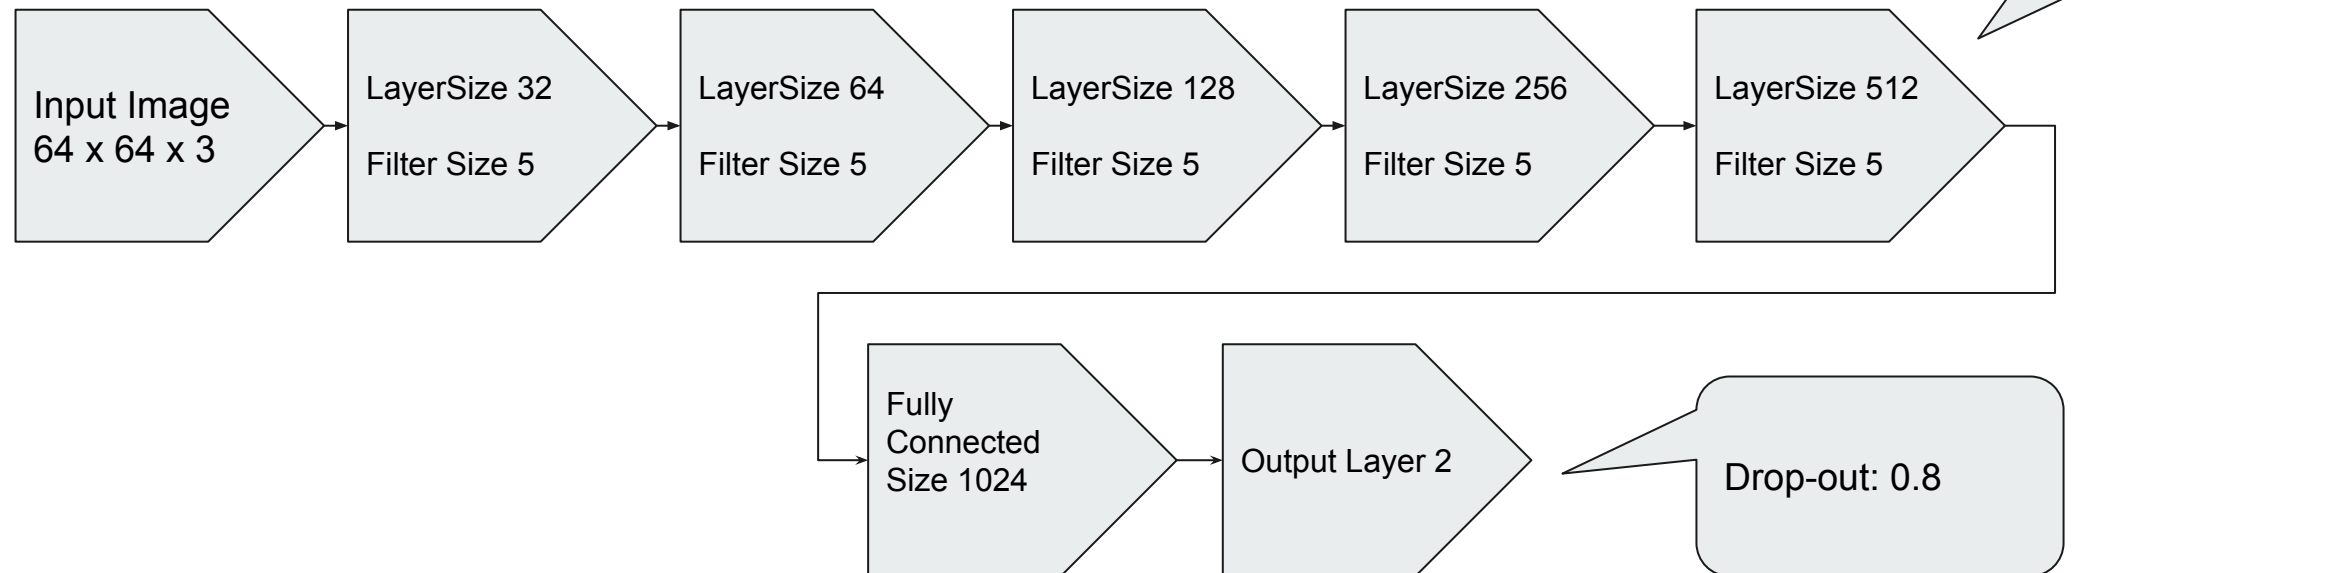 Input Image
64 x 64 x 3
LayerSize 32
Filter Size 5
LayerSize 64
Filter Size 5
LayerSize 128
Filter Size 5
LayerSize 256
Filter Size 5
LayerSize 512
Filter Size 5
Fully
Connected
Size 1024
Output Layer 2
Drop-out: 0.8